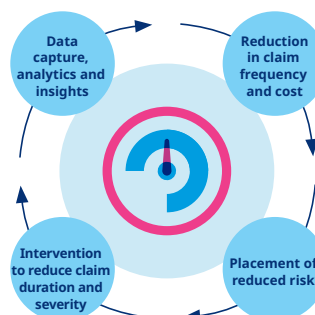 Data
capture,
analytics and
insights
Reduction
in claim
frequency
and cost
Placement of
reduced risk
Intervention
to reduce claim
duration and
severity